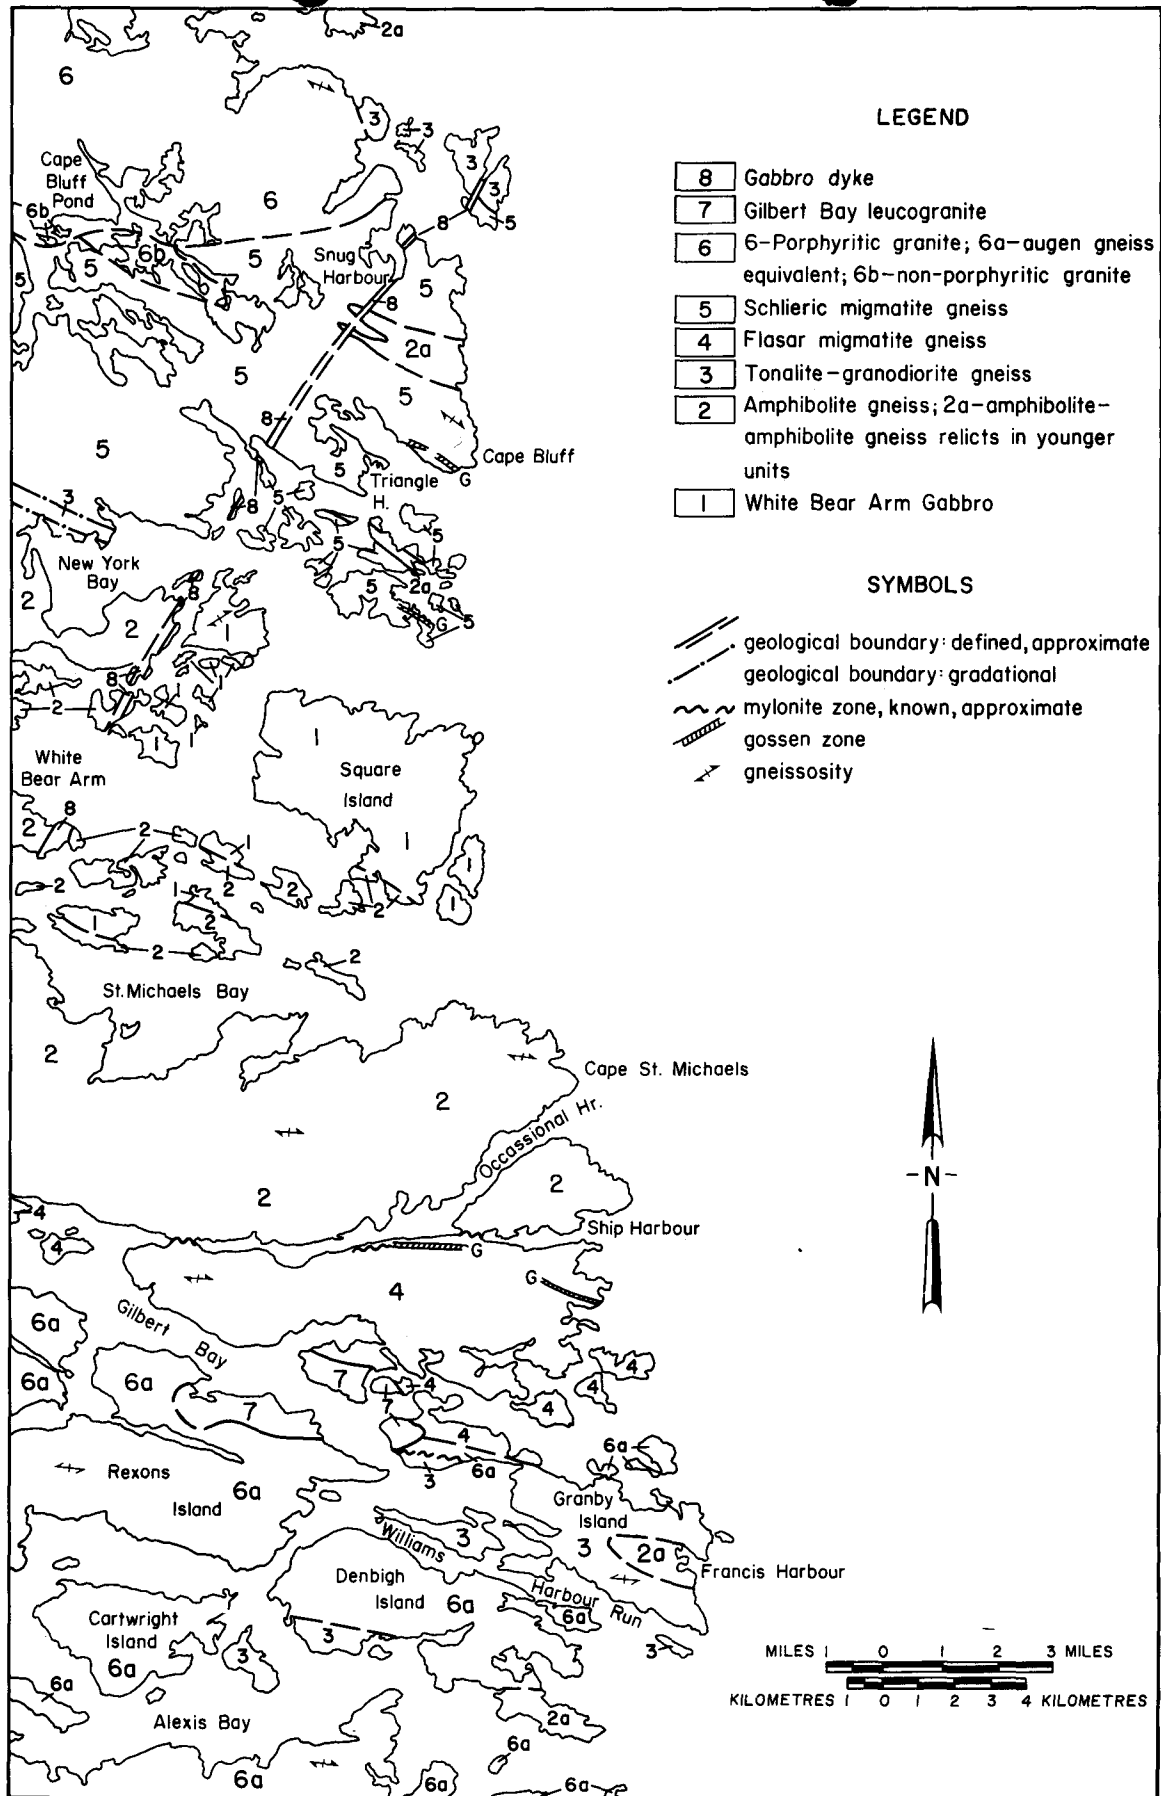 2a
6
3
3
Cape
Bluff
Pond
3
3
6b
6
8
5
6b
Snug
Harbour
5
5
5
5
8
2a
5
5
8
5
Cape Bluff
5
Triangle
H.
G
3
8
5
5
5
New York
Bay
2
8
5
2a
G
5
2
1
8
1
2
1
1
1
1
White
Bear Arm
Square
Island
8
2
2
1
1
1
2
1
2
2
1
2
1
1
2
2
2
St. Michaels Bay
2
Cape St. Michaels
2
Occassional Hr.
2
2
4
Ship Harbour
4
G
G
4
6a
Gilbert
Bay
6a
6a
7
7
4
4
4
4
7
4
6a
3
6a
Rexons
Island
6a
Granby
Island
3
3
2a
Williams
Harbour Run
Francis Harbour
Denbigh
Island
6a
6a
Cartwright
Island
6a
3
3
3
6a
Alexis Bay
2a
6a
6a
6a
6a
LEGEND
8 Gabbro dyke
7 Gilbert Bay leucogranite
6 6-Porphyritic granite; 6a-augen gneiss
equivalent; 6b-non-porphyritic granite
5 Schlieric migmatite gneiss
4 Flasar migmatite gneiss
3 Tonalite-granodiorite gneiss
2 Amphibolite gneiss; 2a-amphibolite-
amphibolite gneiss relicts in younger
units
1 White Bear Arm Gabbro
SYMBOLS
geological boundary: defined, approximate
geological boundary: gradational
mylonite zone, known, approximate
gossen zone
gneissosity
-N-
MILES 1 0 1 2 3 MILES
KILOMETRES 1 0 1 2 3 4 KILOMETRES